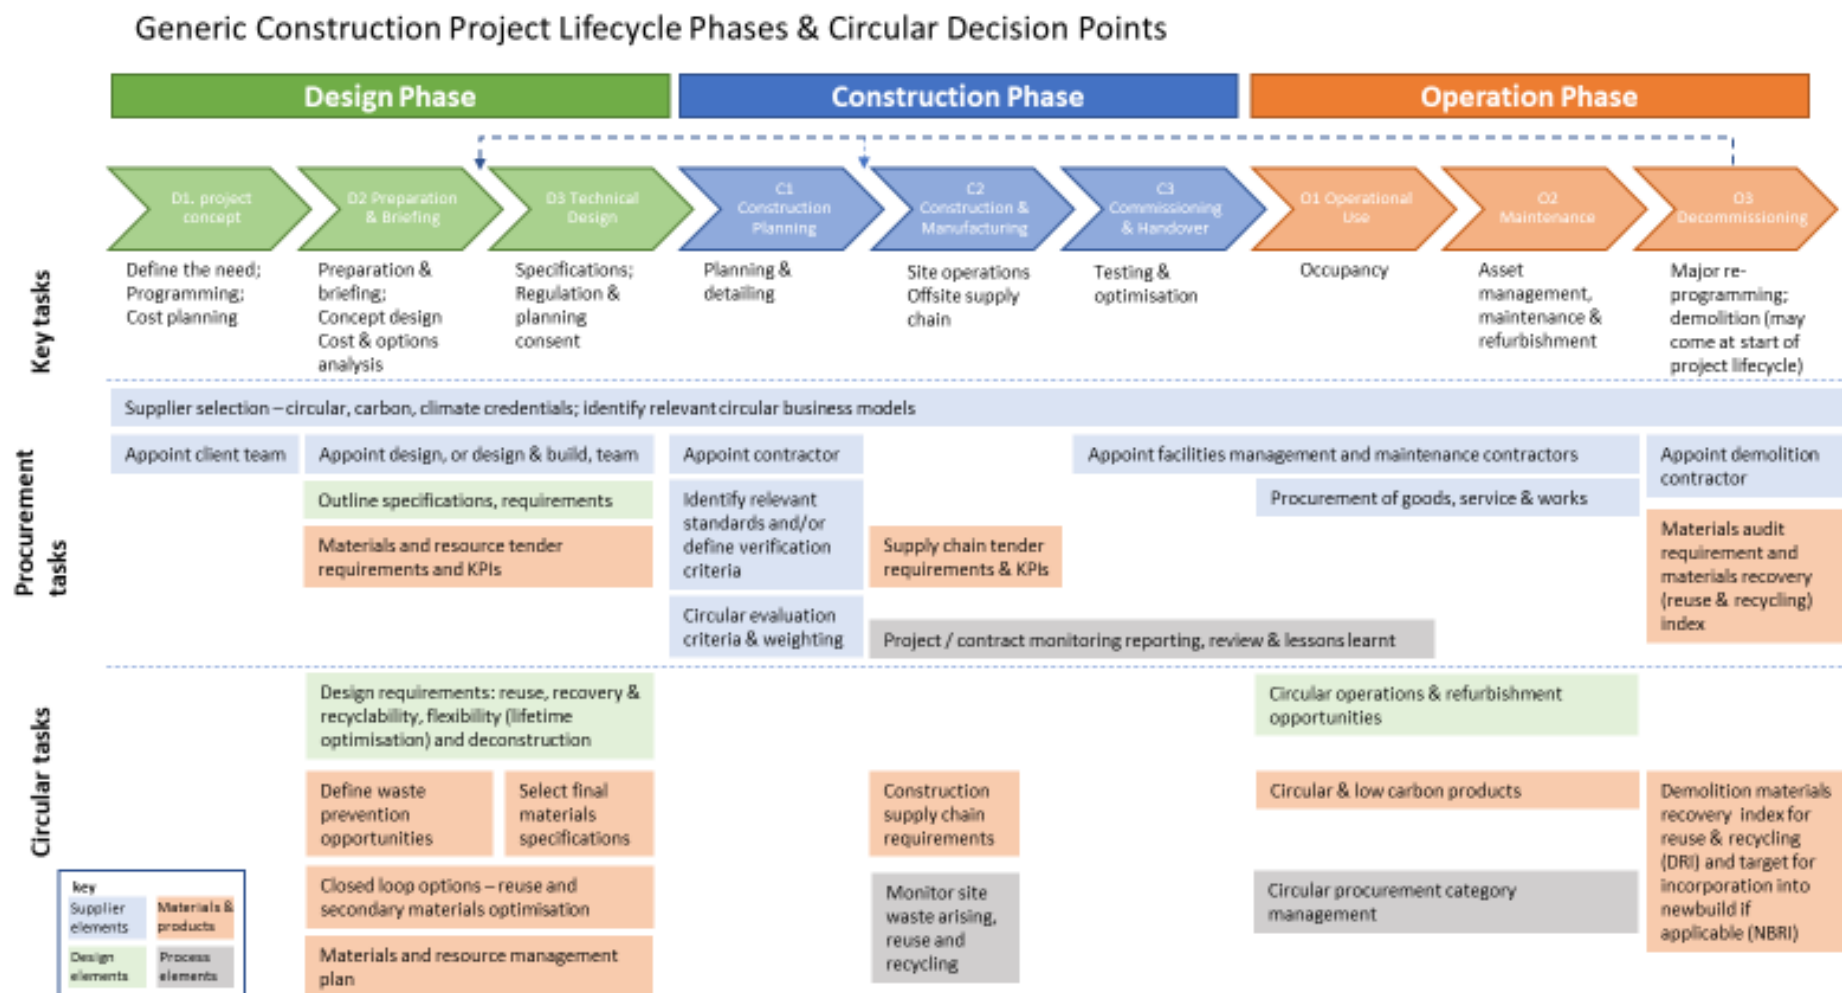 Generic Construction Project Lifecycle Phases & Circular Decision Points
Design Phase
Construction Phase
Operation Phase
D1. project
concept
D2 Preparation
& Briefing
D3 Technical
Design
C1
Construction
Planning
C2
Construction &
Manufacturing
C3
Commissioning
& Handover
O1 Operational
Use
O2
Maintenance
O3
Decommissioning
Key tasks
Define the need;
Programming;
Cost planning
Preparation &
briefing;
Concept design
Cost & options
analysis
Specifications;
Regulation &
planning
consent
Planning &
detailing
Site operations
Offsite supply
chain
Testing &
optimisation
Occupancy
Asset
management,
maintenance &
refurbishment
Major re-
programming;
demolition (may
come at start of
project lifecycle)
Procurement
tasks
Supplier selection – circular, carbon, climate credentials; identify relevant circular business models
Appoint client team
Appoint design, or design & build, team
Appoint contractor
Appoint facilities management and maintenance contractors
Appoint demolition
contractor
Outline specifications, requirements
Identify relevant
standards and/or
define verification
criteria
Procurement of goods, service & works
Materials and resource tender
requirements and KPIs
Supply chain tender
requirements & KPIs
Materials audit
requirement and
materials recovery
(reuse & recycling)
index
Circular evaluation
criteria & weighting
Project / contract monitoring reporting, review & lessons learnt
Circular tasks
Design requirements: reuse, recovery &
recyclability, flexibility (lifetime
optimisation) and deconstruction
Circular operations & refurbishment
opportunities
Define waste
prevention
opportunities
Select final
materials
specifications
Construction
supply chain
requirements
Circular & low carbon products
Demolition materials
recovery index for
reuse & recycling
(DRI) and target for
incorporation into
newbuild if
applicable (NBRI)
Closed loop options – reuse and
secondary materials optimisation
Monitor site
waste arising,
reuse and
recycling
Circular procurement category
management
Materials and resource management
plan
key
Supplier
elements
Materials &
products
Design
elements
Process
elements